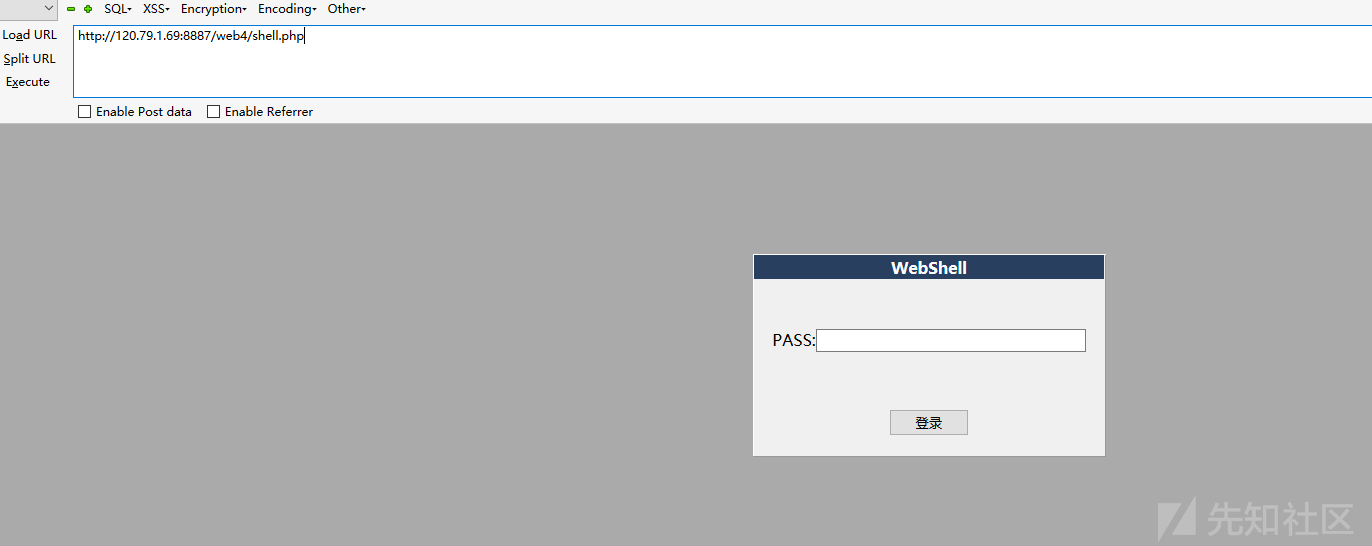 SQL▾ XSS▾ Encryption▾ Encoding▾ Other▾
Load URL
http://120.79.1.69:8887/web4/shell.php
Split URL
Execute
Enable Post data Enable Referrer
WebShell
PASS:
登录
先知社区